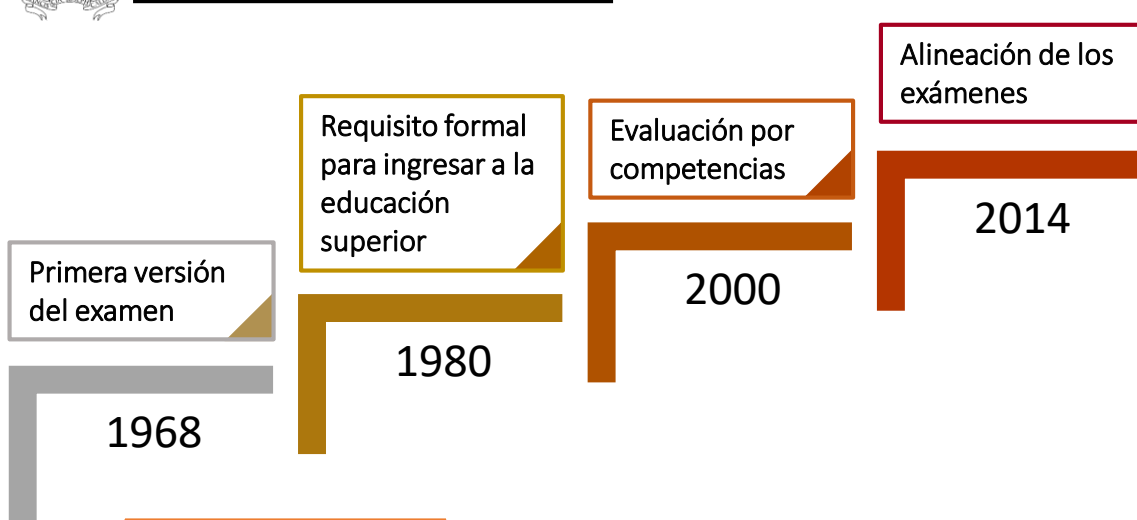 Primera versión
del examen
1968
Requisito formal
para ingresar a la
educación
superior
1980
Evaluación por
competencias
2000
Alineación de los
exámenes
2014